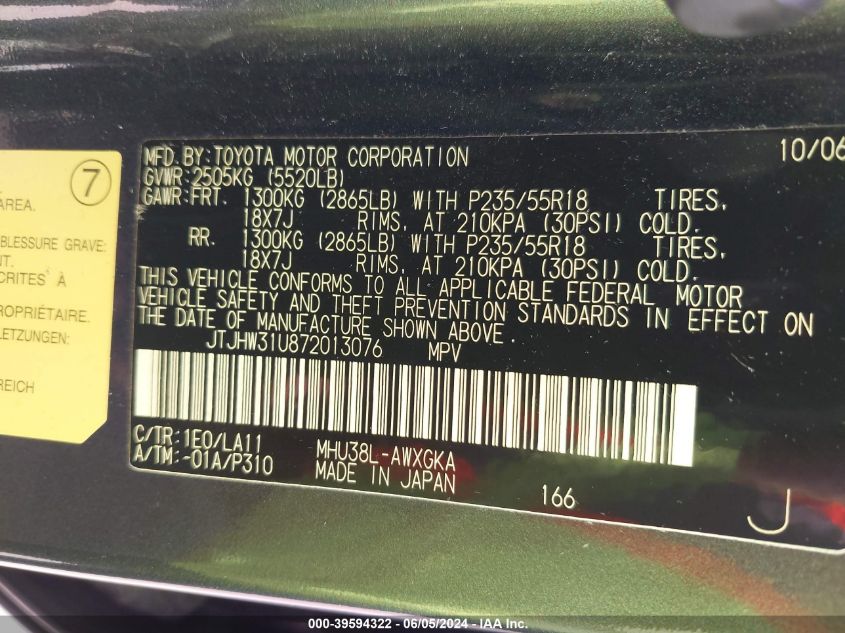 7
AREA.
BLESSURE GRAVE:
NT.
CRITES À
PROPRIÉTAIRE.
LETZUNGEN:
REICH
MFD.BY:TOYOTA MOTOR CORPORATION 10/06
GVWR:2505KG (5520LB)
GAWR:FRT. 1300KG (2865LB) WITH P235/55R18 TIRES,
18X7J RIMS, AT 210KPA (30PSI) COLD.
RR. 1300KG (2865LB) WITH P235/55R18 TIRES,
18X7J RIMS, AT 210KPA (30PSI) COLD.
THIS VEHICLE CONFORMS TO ALL APPLICABLE FEDERAL MOTOR
VEHICLE SAFETY AND THEFT PREVENTION STANDARDS IN EFFECT ON
THE DATE OF MANUFACTURE SHOWN ABOVE
JTJHW31U872013076 MPV
C/TR:1E0/LA11 MHU38L-AWXGKA
A/TM:-01A/P310 MADE IN JAPAN
166
J
000-39594322 - 06/05/2024 - IAA Inc.